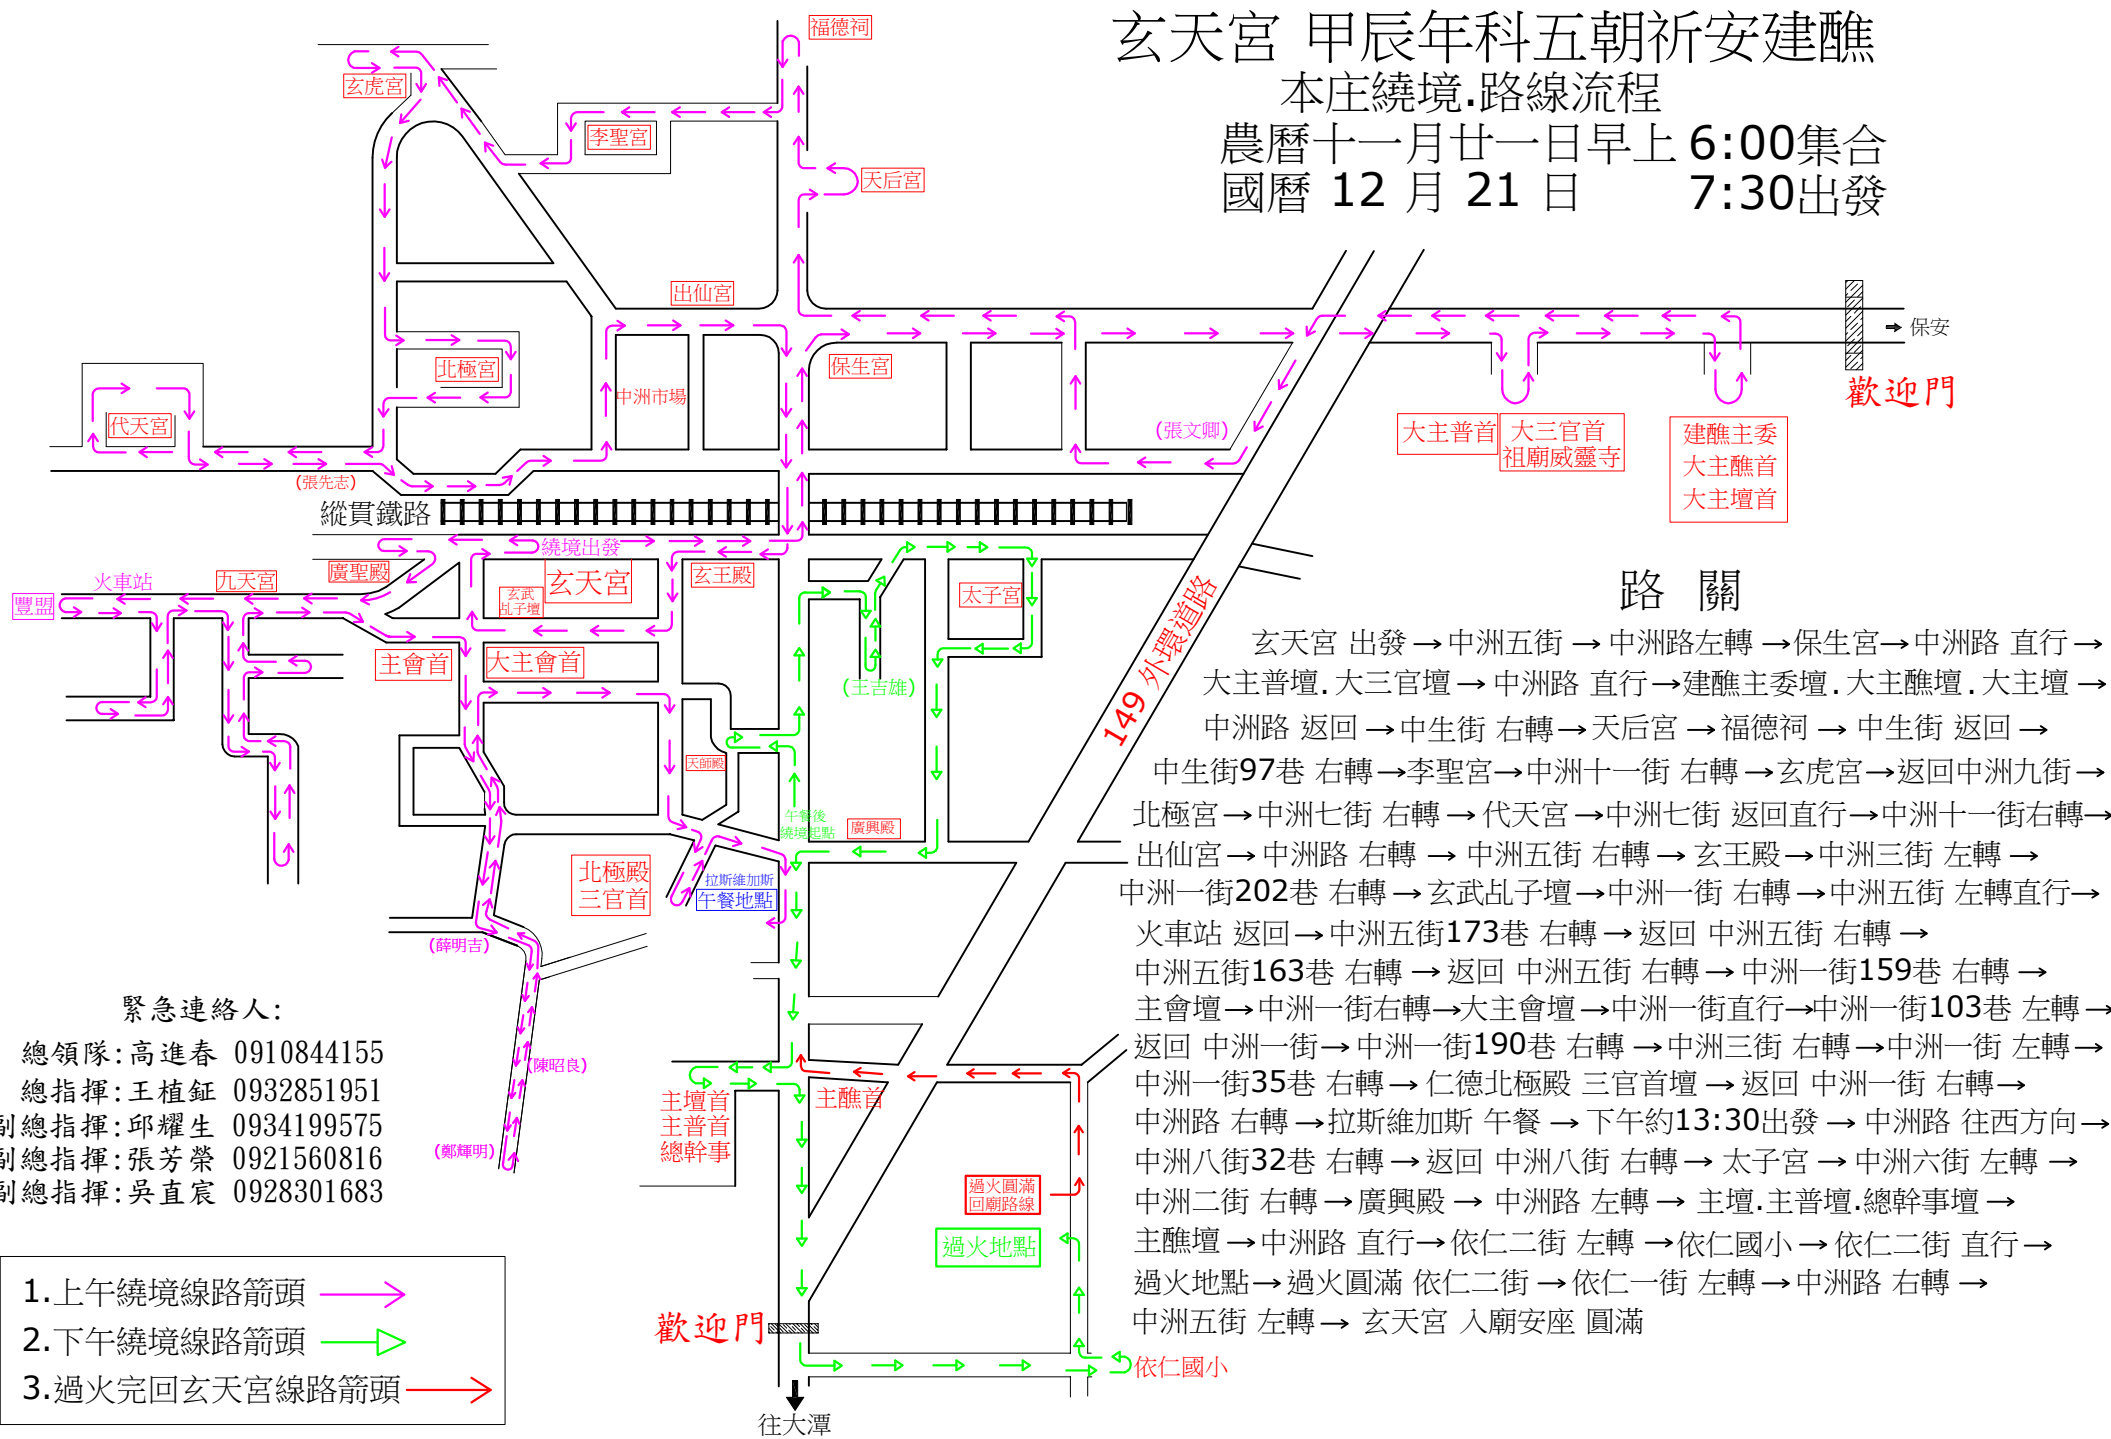 玄天宮 甲辰年科五朝祈安建醮
本庄繞境.路線流程
農曆十一月廿一日早上 6:00集合
國曆 12 月 21 日 7:30出發
福德祠
玄虎宮
李聖宮
天后宮
出仙宮
保生宮
北極宮
中洲市場
代天宮
(張先志)
(張文卿)
→ 保安
歡迎門
大主普首
大三官首
祖廟威靈寺
建醮主委
大主醮首
大主壇首
縱貫鐵路
繞境出發
玄天宮
玄武
乩子壇
玄王殿
廣聖殿
九天宮
火車站
豐盟
主會首
大主會首
太子宮
(王吉雄)
149 外環道路
天師殿
午餐後
繞境起點
廣興殿
北極殿
三官首
拉斯維加斯
午餐地點
(薛明吉)
(陳昭良)
(鄭輝明)
主壇首
主普首
總幹事
主醮首
過火圓滿
回廟路線
過火地點
歡迎門
依仁國小
往大潭
路 關
玄天宮 出發→中洲五街→中洲路左轉→保生宮→中洲路 直行→
大主普壇.大三官壇→中洲路 直行→建醮主委壇.大主醮壇.大主壇→
中洲路 返回→中生街 右轉→天后宮→福德祠→中生街 返回→
中生街97巷 右轉→李聖宮→中洲十一街 右轉→玄虎宮→返回中洲九街→
北極宮→中洲七街 右轉→代天宮→中洲七街 返回直行→中洲十一街右轉→
出仙宮→中洲路 右轉→中洲五街 右轉→玄王殿→中洲三街 左轉→
中洲一街202巷 右轉→玄武乩子壇→中洲一街 右轉→中洲五街 左轉直行→
火車站 返回→中洲五街173巷 右轉→返回 中洲五街 右轉→
中洲五街163巷 右轉→返回 中洲五街 右轉→中洲一街159巷 右轉→
主會壇→中洲一街右轉→大主會壇→中洲一街直行→中洲一街103巷 左轉→
返回 中洲一街→中洲一街190巷 右轉→中洲三街 右轉→中洲一街 左轉→
中洲一街35巷 右轉→仁德北極殿 三官首壇→返回 中洲一街 右轉→
中洲路 右轉→拉斯維加斯 午餐→下午約13:30出發→中洲路 往西方向→
中洲八街32巷 右轉→返回 中洲八街 右轉→太子宮→中洲六街 左轉→
中洲二街 右轉→廣興殿→中洲路 左轉→主壇.主普壇.總幹事壇→
主醮壇→中洲路 直行→依仁二街 左轉→依仁國小→依仁二街 直行→
過火地點→過火圓滿 依仁二街→依仁一街 左轉→中洲路 右轉→
中洲五街 左轉→玄天宮 入廟安座 圓滿
緊急連絡人:
總領隊:高進春 0910844155
總指揮:王植鉦 0932851951
副總指揮:邱耀生 0934199575
副總指揮:張芳榮 0921560816
副總指揮:吳直宸 0928301683
1.上午繞境線路箭頭
2.下午繞境線路箭頭
3.過火完回玄天宮線路箭頭